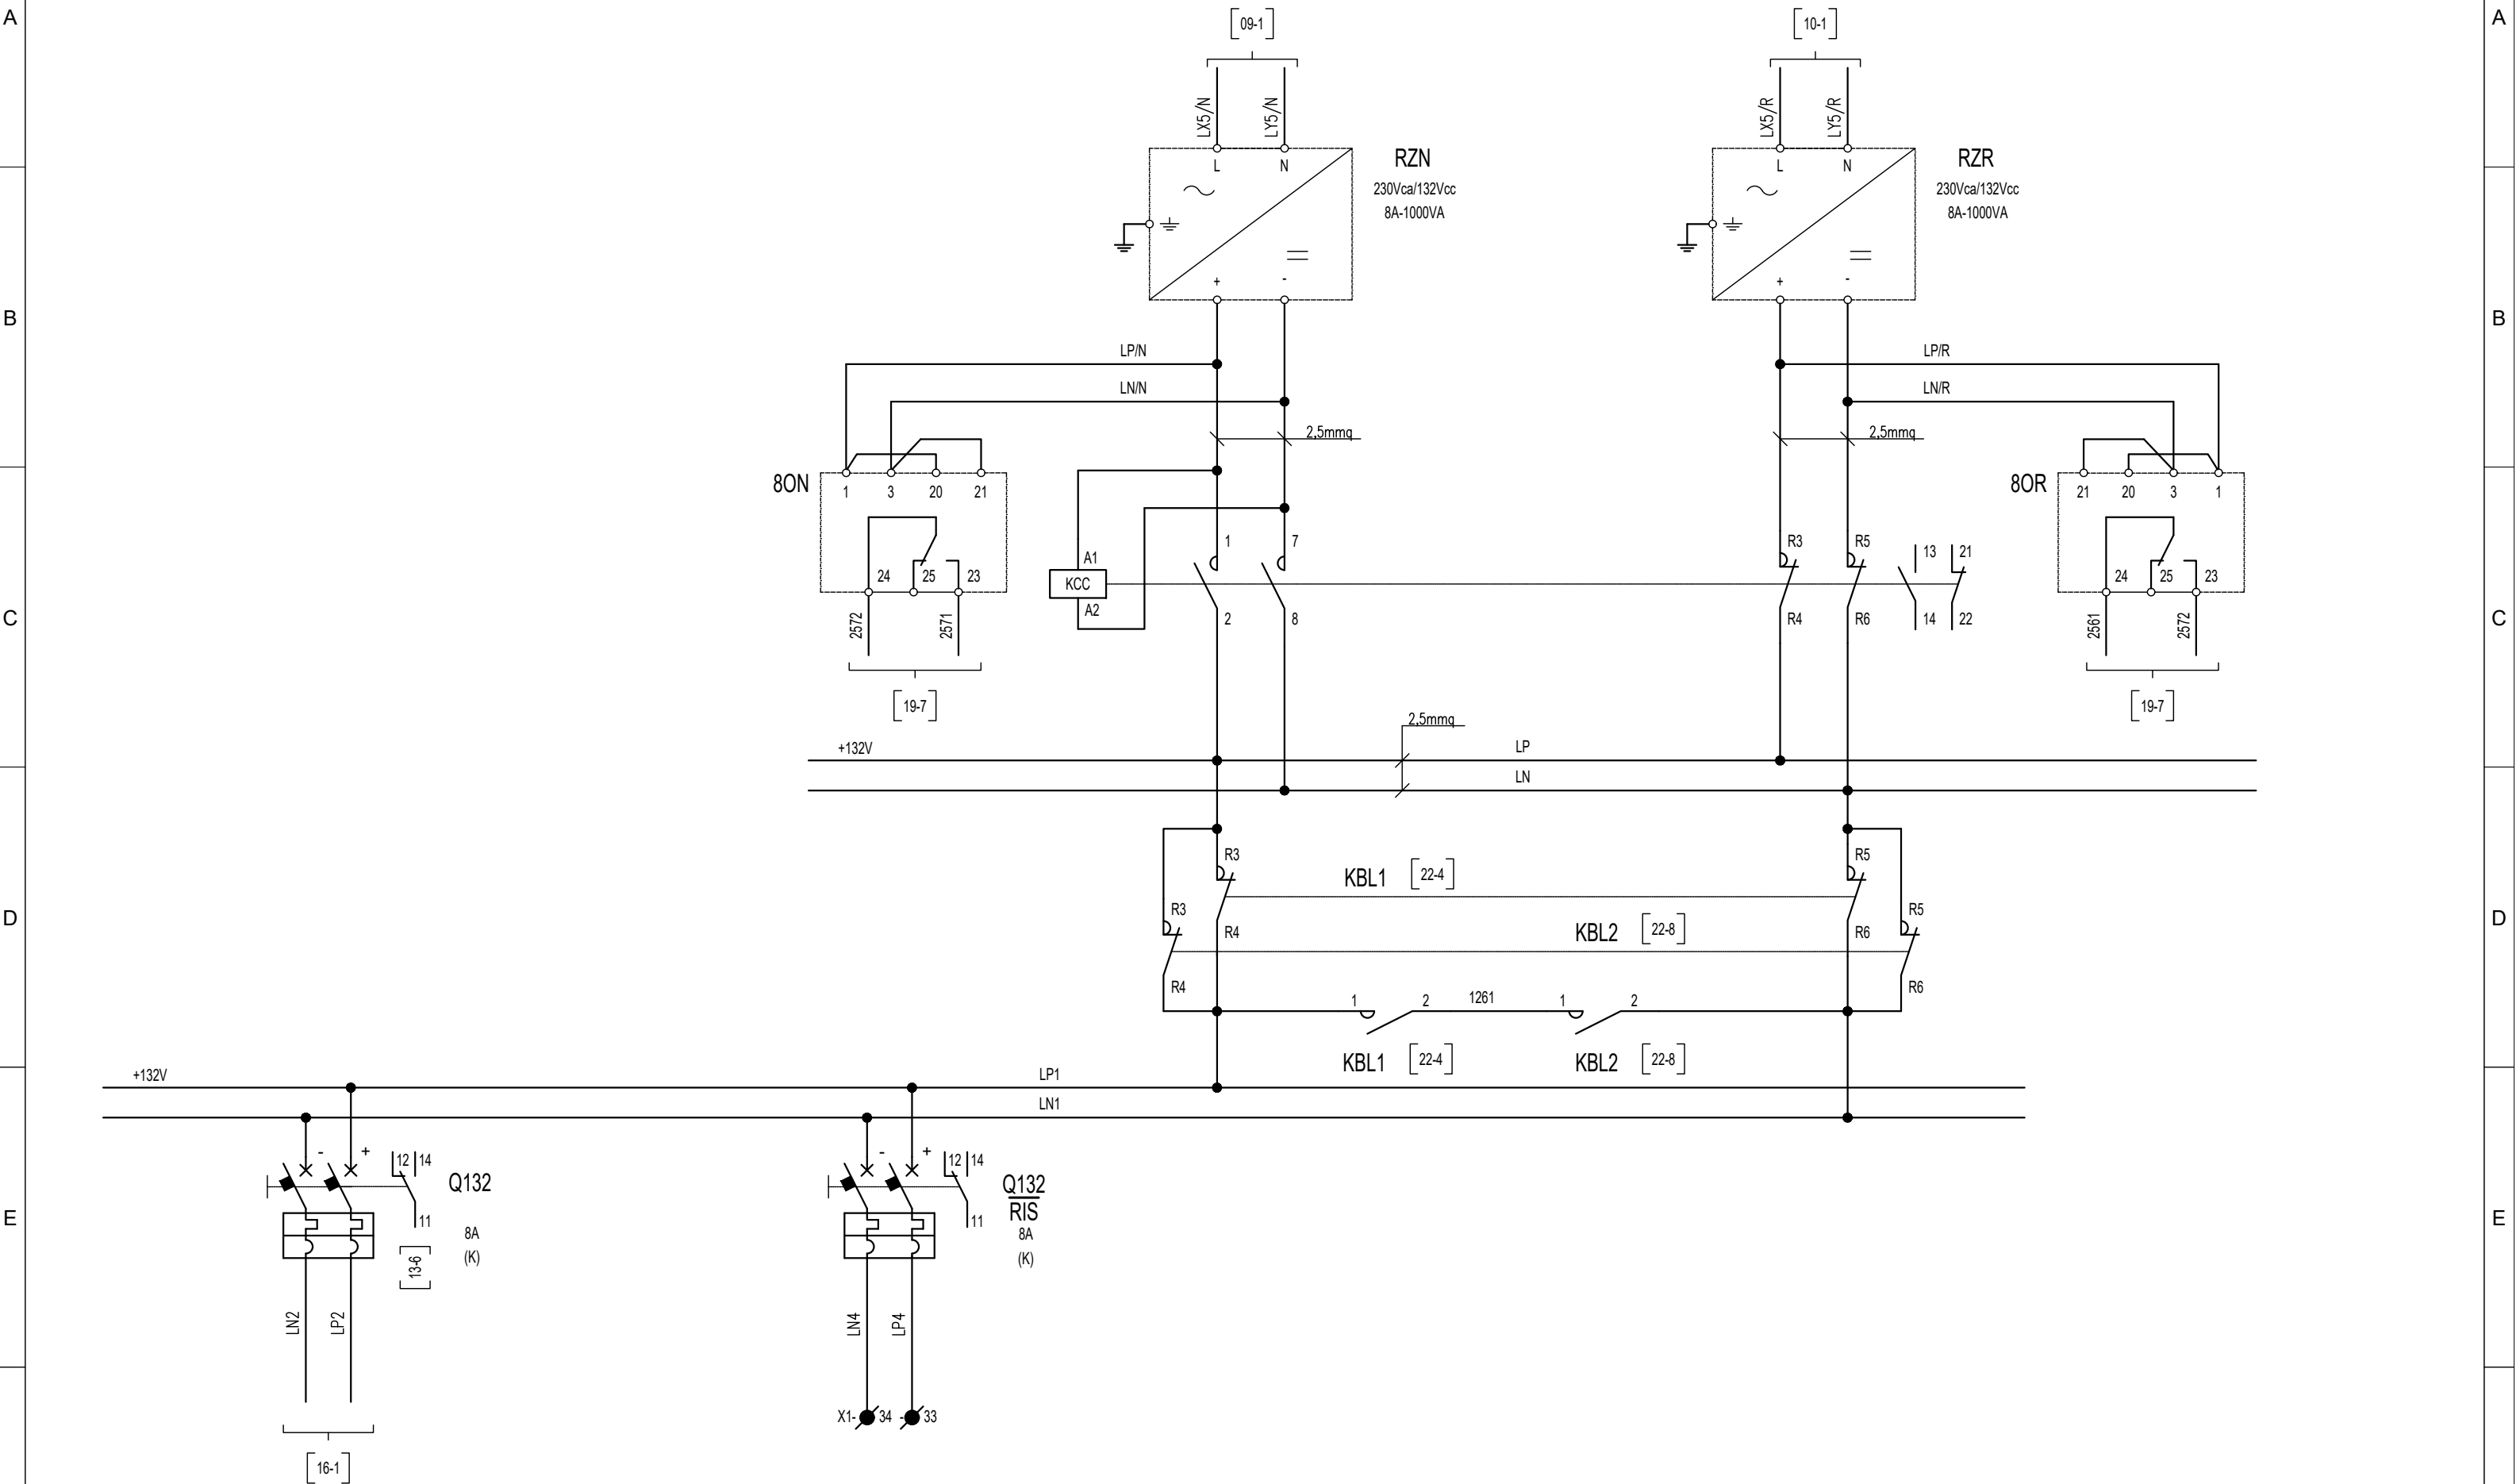 A
A
09-1
10-1
LX5/N
LY5/N
LX5/R
LY5/R
L
N
RZN
230Vca/132Vcc
8A-1000VA
+
-
L
N
RZR
230Vca/132Vcc
8A-1000VA
+
-
B
B
LP/N
LN/N
LP/R
LN/R
2,5mmq
2,5mmq
8ON
1
3
20
21
24
25
23
2572
2571
19-7
A1
KCC
A2
1
7
2
8
R3
R5
R4
R6
13
21
14
22
8OR
21
20
3
1
24
25
23
2561
2572
19-7
C
C
2,5mmq
+132V
LP
LN
R3
R4
R3
R4
KBL1
22-4
KBL2
22-8
R5
R6
R5
R6
D
D
1
2
1261
1
2
KBL1
22-4
KBL2
22-8
+132V
LP1
LN1
-
+
12
14
11
Q132
8A
(K)
13-6
-
+
12
14
11
Q132
RIS
8A
(K)
E
E
LN2
LP2
LN4
LP4
X1-
34
-
33
16-1